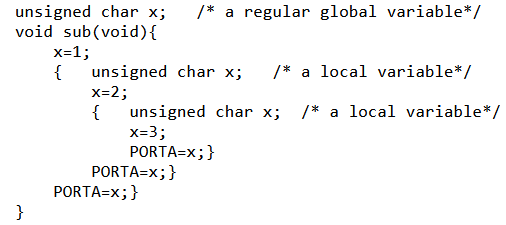 unsigned char x;   /* a regular global variable*/
void sub(void){
    x=1;
    {   unsigned char x;   /* a local variable*/
        x=2;
        {   unsigned char x;  /* a local variable*/
            x=3;
            PORTA=x;}
        PORTA=x;}
    PORTA=x;}
}